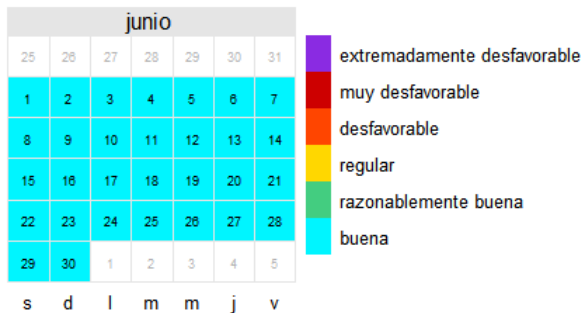 junio
25 26 27 28 29 30 31
1 2 3 4 5 6 7
8 9 10 11 12 13 14
15 16 17 18 19 20 21
22 23 24 25 26 27 28
29 30 1 2 3 4 5
s d l m m j v
extremadamente desfavorable
muy desfavorable
desfavorable
regular
razonablemente buena
buena